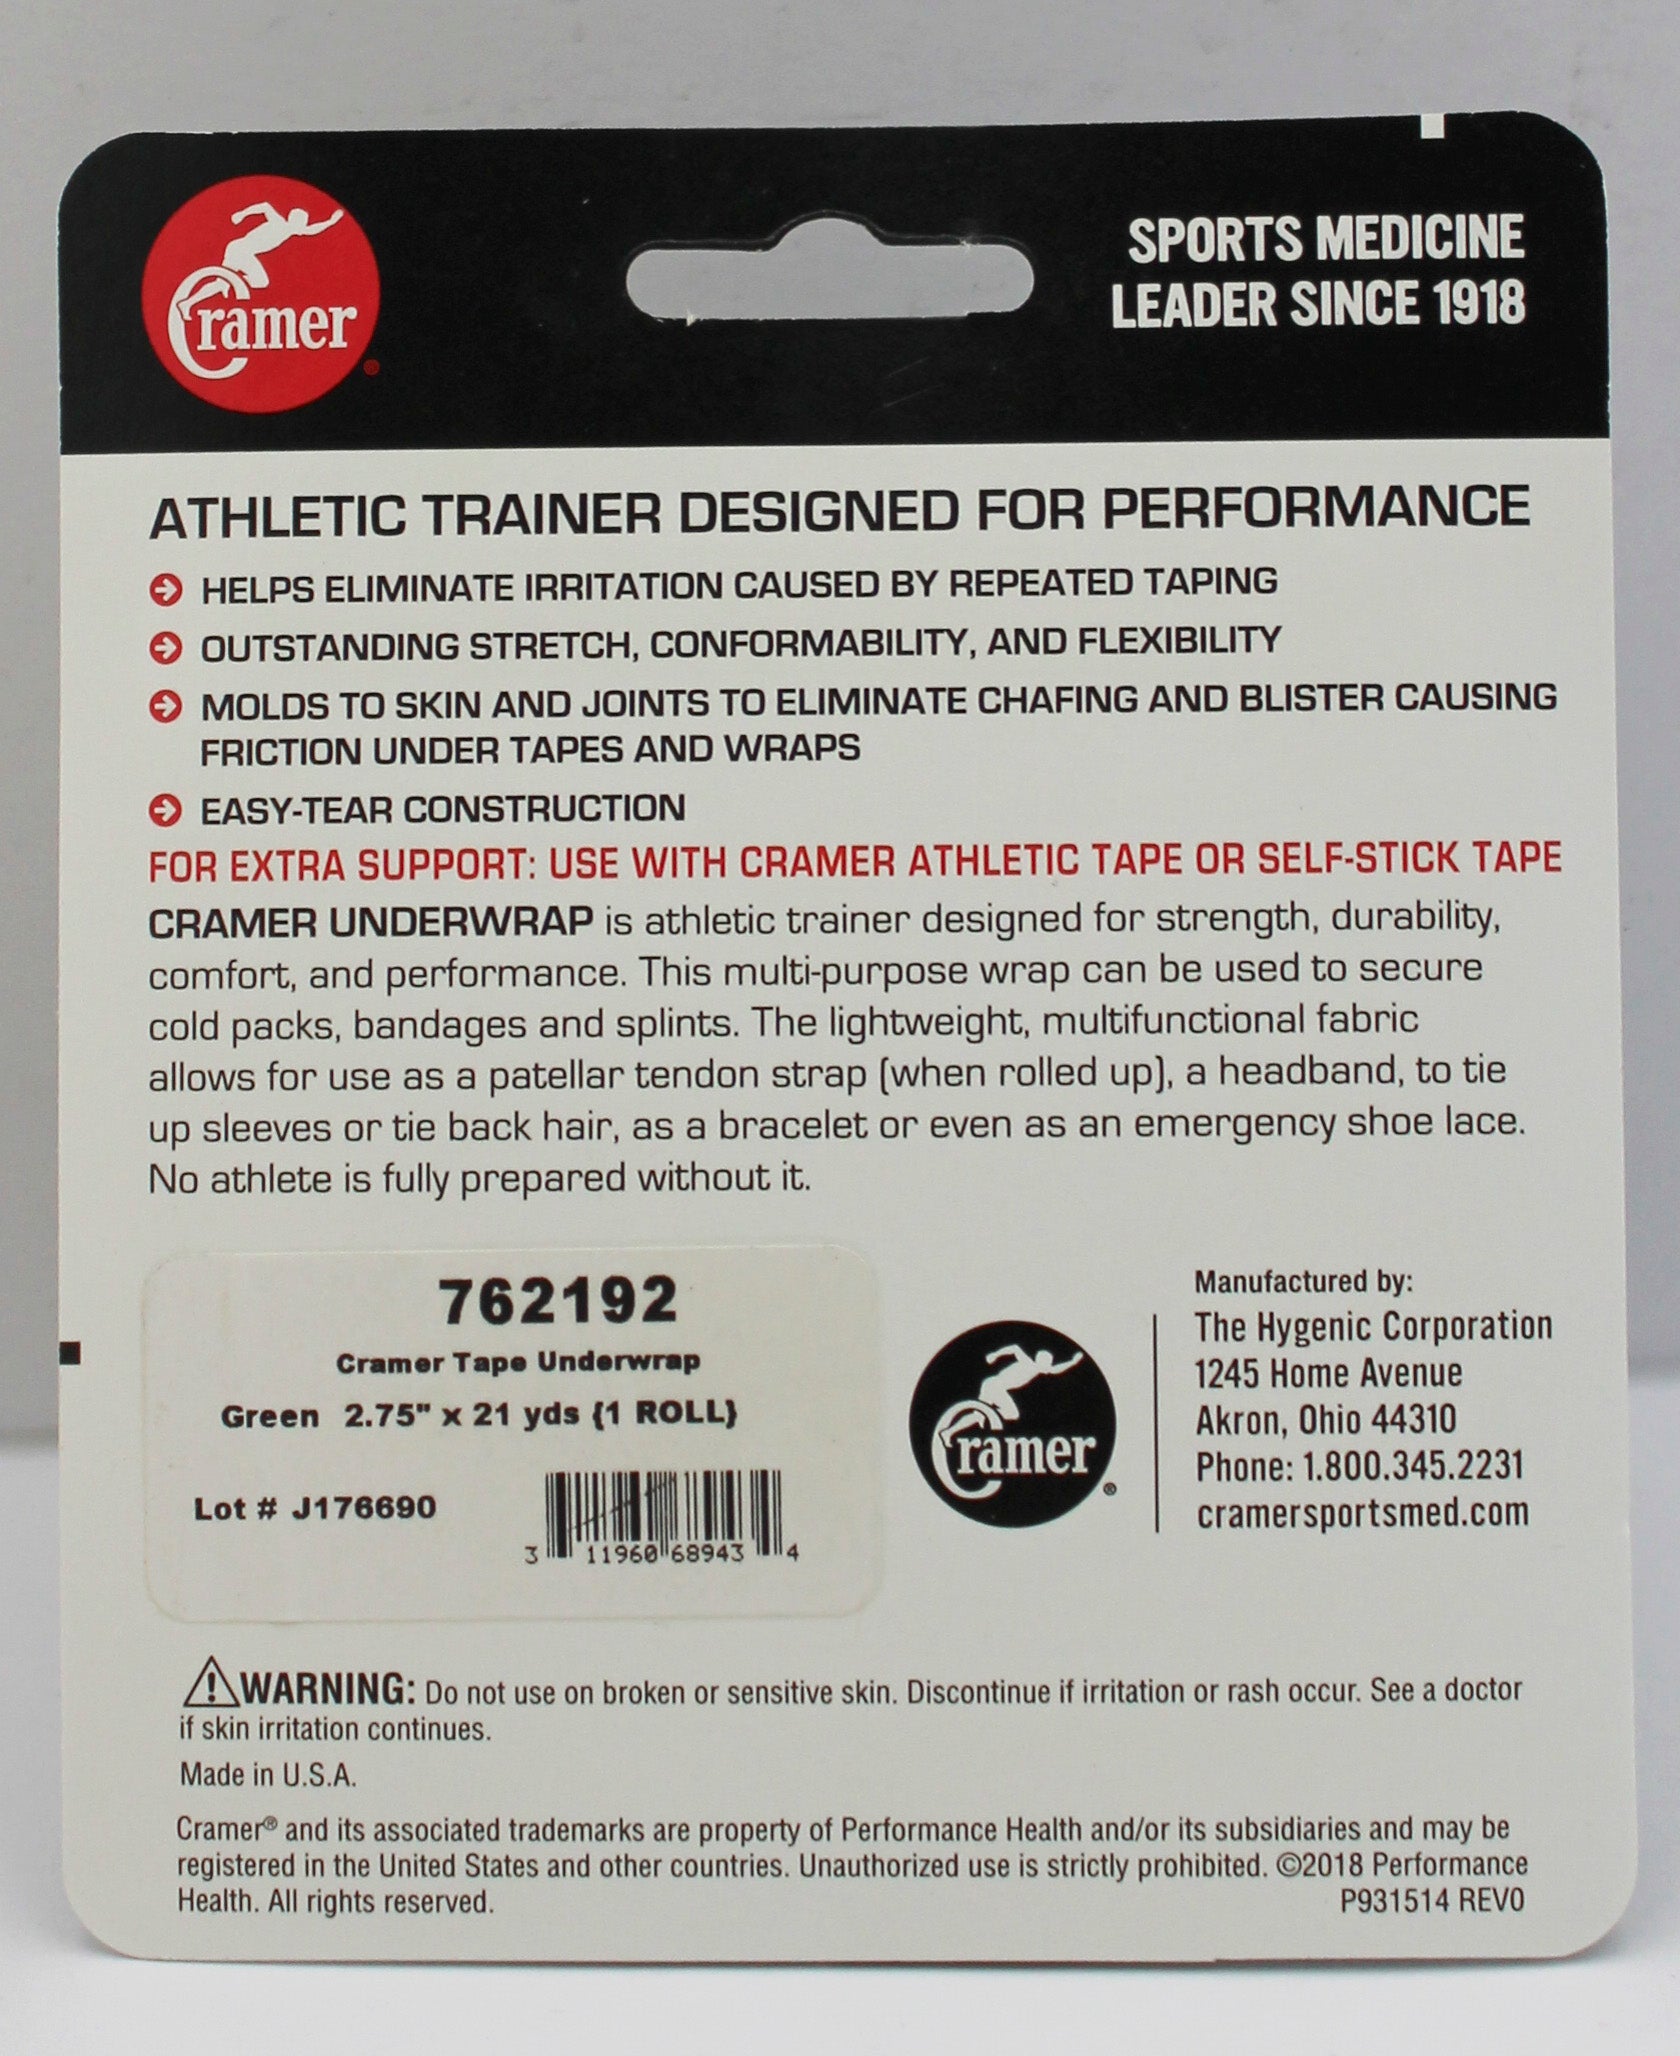 Cramer®
SPORTS MEDICINE
LEADER SINCE 1918
ATHLETIC TRAINER DESIGNED FOR PERFORMANCE
HELPS ELIMINATE IRRITATION CAUSED BY REPEATED TAPING
OUTSTANDING STRETCH, CONFORMABILITY, AND FLEXIBILITY
MOLDS TO SKIN AND JOINTS TO ELIMINATE CHAFING AND BLISTER CAUSING
FRICTION UNDER TAPES AND WRAPS
EASY-TEAR CONSTRUCTION
FOR EXTRA SUPPORT: USE WITH CRAMER ATHLETIC TAPE OR SELF-STICK TAPE
CRAMER UNDERWRAP is athletic trainer designed for strength, durability,
comfort, and performance. This multi-purpose wrap can be used to secure
cold packs, bandages and splints. The lightweight, multifunctional fabric
allows for use as a patellar tendon strap (when rolled up), a headband, to tie
up sleeves or tie back hair, as a bracelet or even as an emergency shoe lace.
No athlete is fully prepared without it.
762192
Cramer Tape Underwrap
Green 2.75" x 21 yds {1 ROLL}
Lot # J176690
3 11960 68943 4
Cramer®
Manufactured by:
The Hygenic Corporation
1245 Home Avenue
Akron, Ohio 44310
Phone: 1.800.345.2231
cramersportsmed.com
WARNING: Do not use on broken or sensitive skin. Discontinue if irritation or rash occur. See a doctor
if skin irritation continues.
Made in U.S.A.
Cramer® and its associated trademarks are property of Performance Health and/or its subsidiaries and may be
registered in the United States and other countries. Unauthorized use is strictly prohibited. ©2018 Performance
Health. All rights reserved.
P931514 REV0